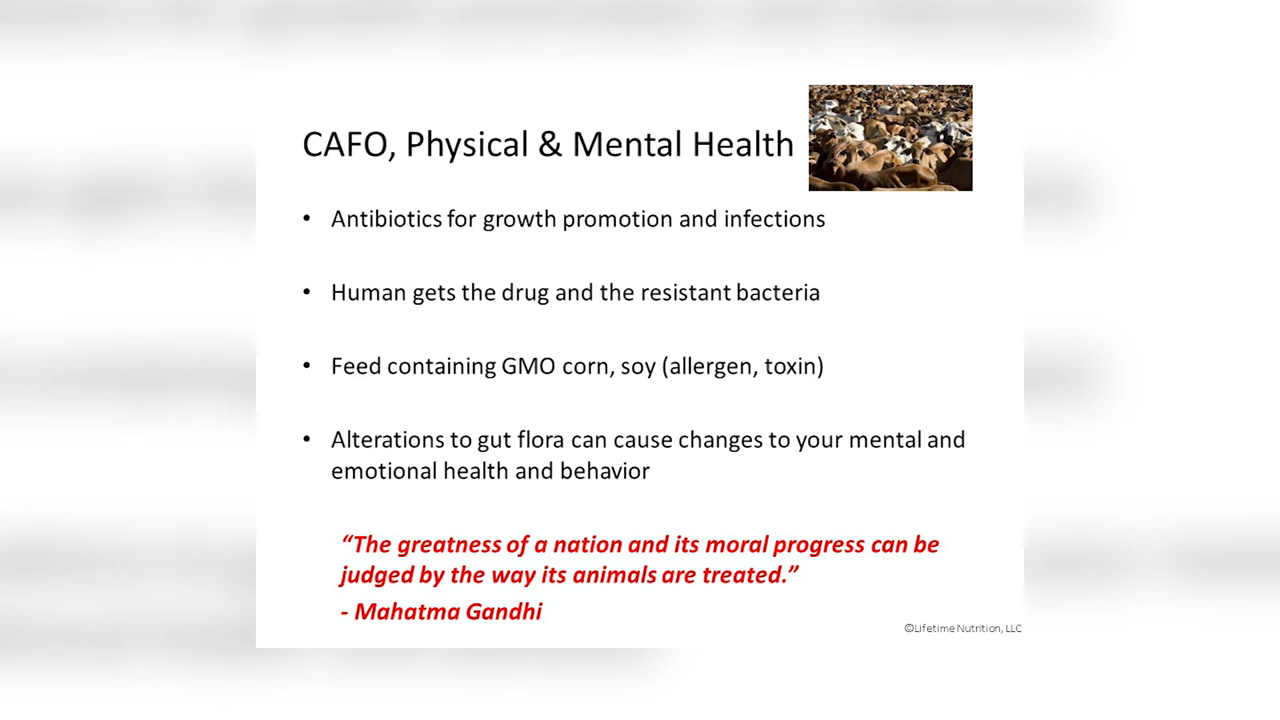 CAFO, Physical & Mental Health
• Antibiotics for growth promotion and infections
• Human gets the drug and the resistant bacteria
• Feed containing GMO corn, soy (allergen, toxin)
• Alterations to gut flora can cause changes to your mental and
emotional health and behavior
“The greatness of a nation and its moral progress can be
judged by the way its animals are treated.”
- Mahatma Gandhi
©Lifetime Nutrition, LLC